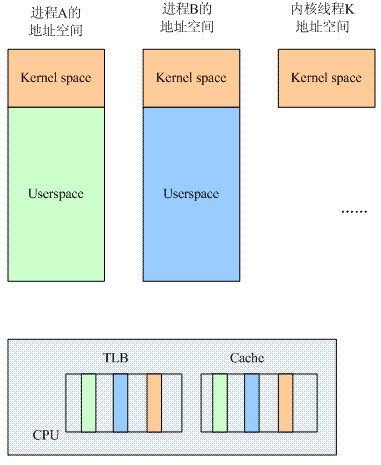 进程A的
地址空间
进程B的
地址空间
内核线程K
地址空间
Kernel space
Kernel space
Kernel space
Userspace
Userspace
......
TLB
Cache
CPU